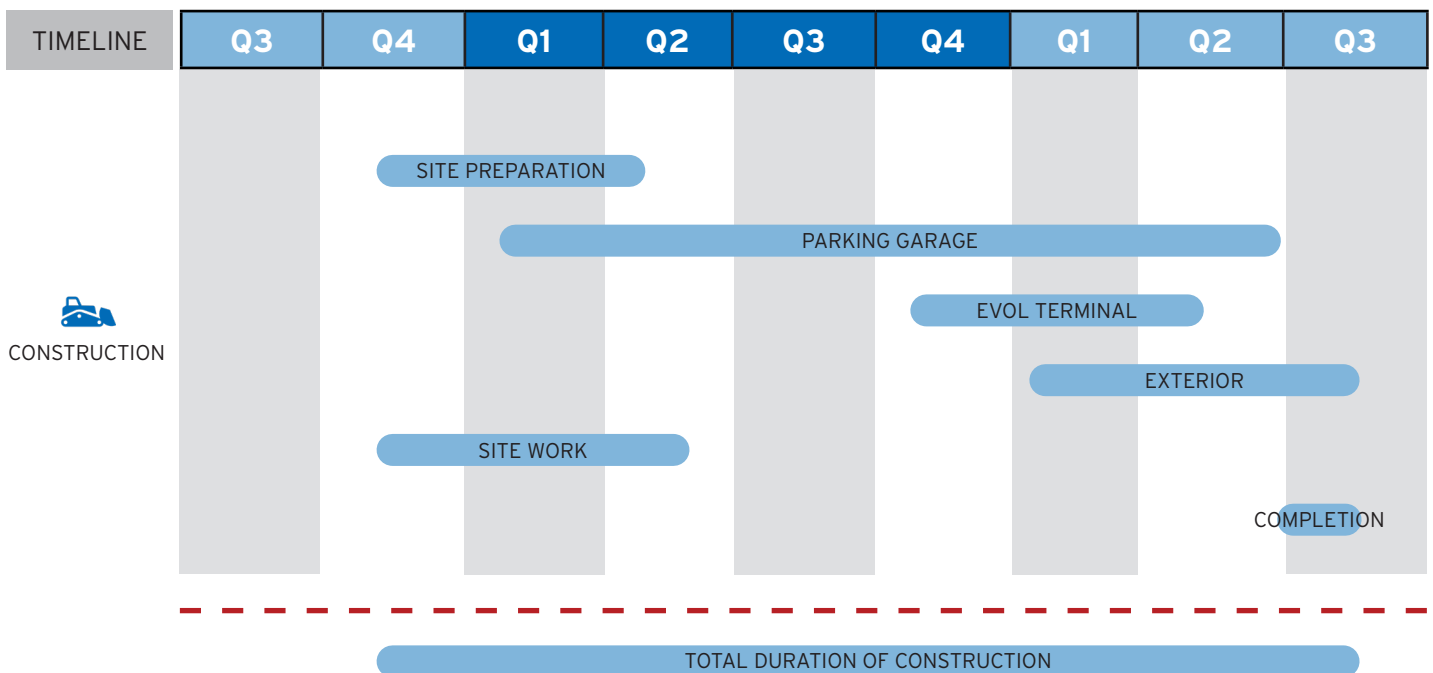 TIMELINE Q3 Q4 Q1 Q2 Q3 Q4 Q1 Q2 Q3
SITE PREPARATION
PARKING GARAGE
EVOL TERMINAL
CONSTRUCTION
EXTERIOR
SITE WORK
COMPLETION
TOTAL DURATION OF CONSTRUCTION